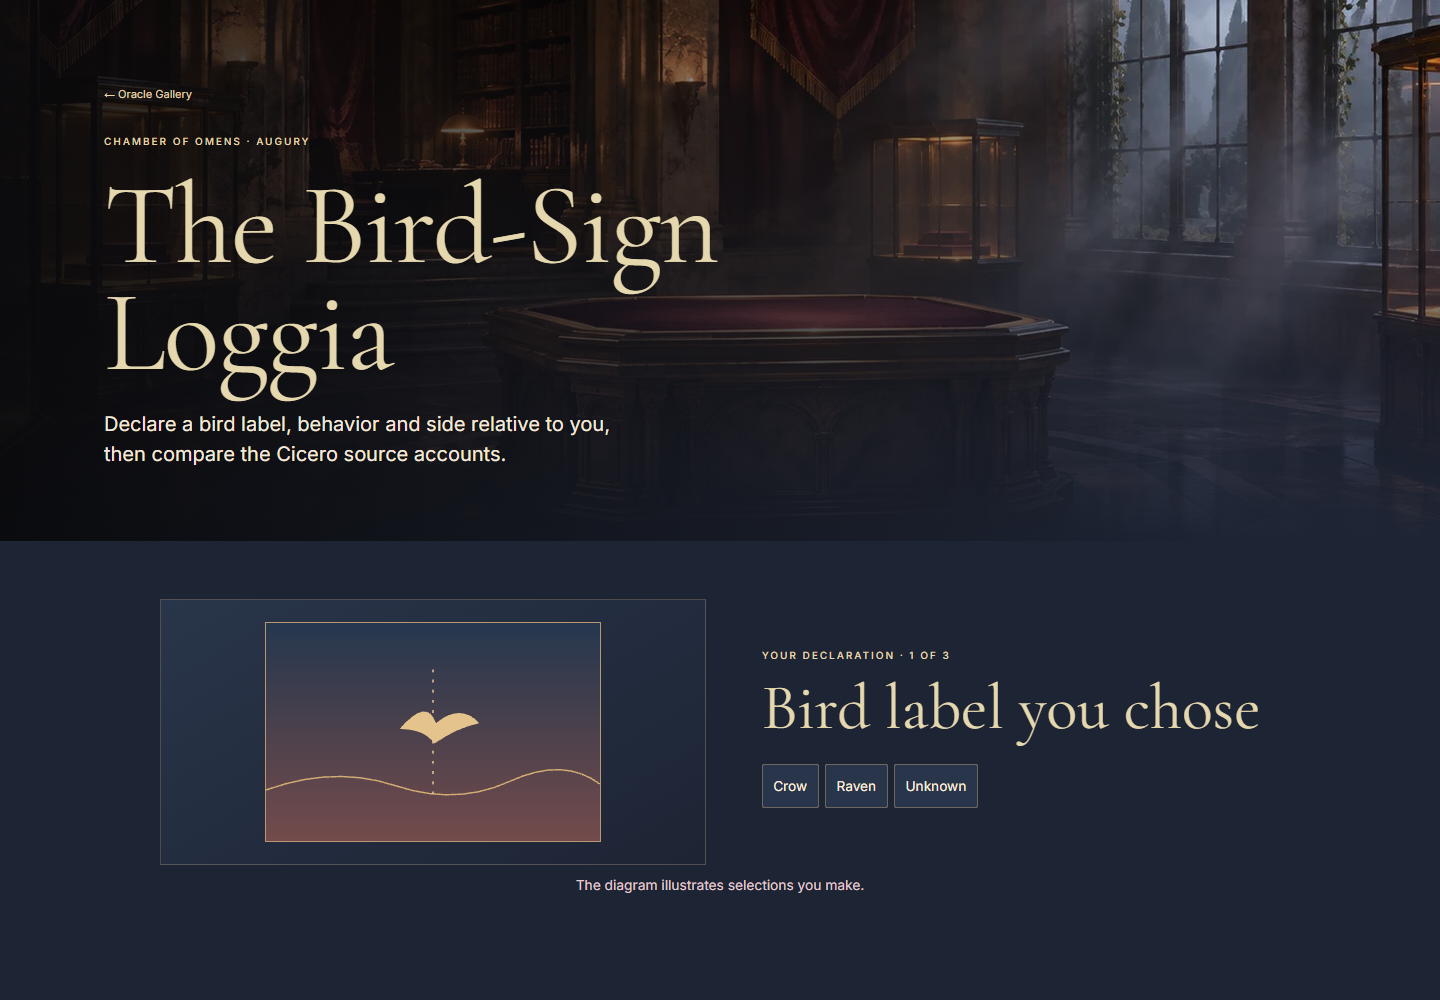 ← Oracle Gallery
CHAMBER OF OMENS · AUGURY
The Bird-Sign
Loggia
Declare a bird label, behavior and side relative to you,
then compare the Cicero source accounts.
YOUR DECLARATION · 1 OF 3
Bird label you chose
Crow Raven Unknown
The diagram illustrates selections you make.